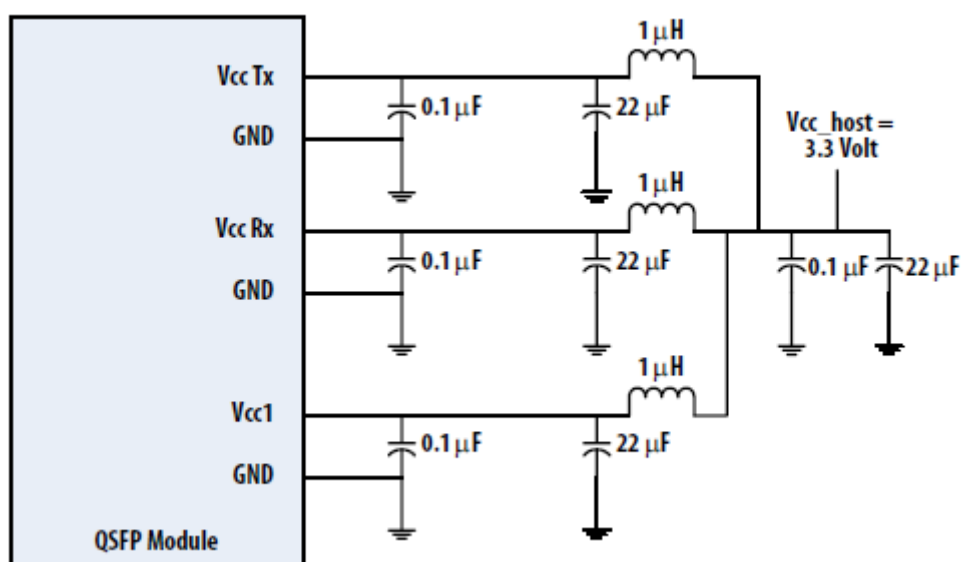 1 μH
Vcc Tx
0.1 μF
22 μF
GND
Vcc_host =
3.3 Volt
1 μH
Vcc Rx
0.1 μF
22 μF
0.1 μF
22 μF
GND
1 μH
Vcc1
0.1 μF
22 μF
GND
QSFP Module